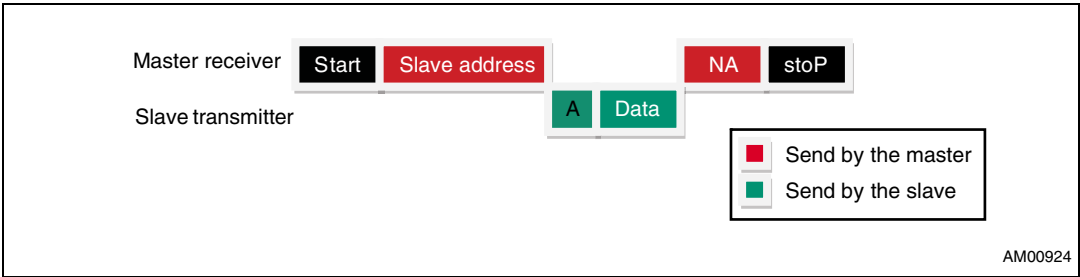 Master receiver Start Slave address NA stoP
Slave transmitter A Data
Send by the master
Send by the slave
AM00924